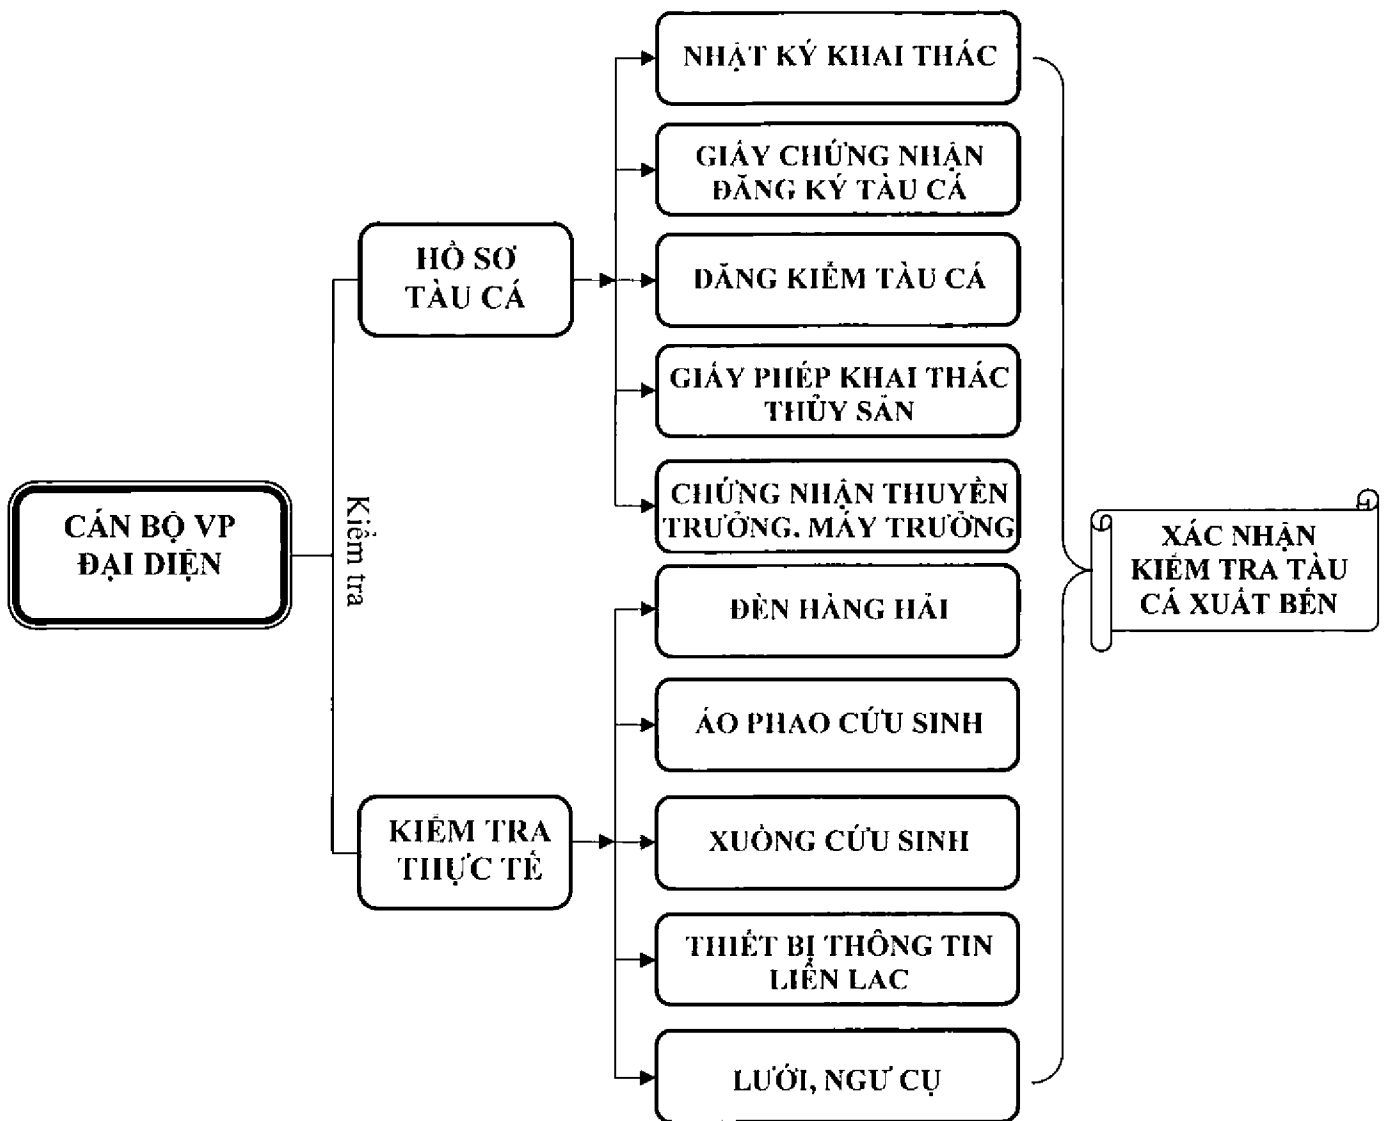 NHẬT KÝ KHAI THÁC
GIẤY CHỨNG NHẬN
ĐĂNG KÝ TÀU CÁ
HỒ SƠ
TÀU CÁ
ĐĂNG KIỂM TÀU CÁ
GIẤY PHÉP KHAI THÁC
THỦY SẢN
CHỨNG NHẬN THUYỀN
TRƯỞNG. MÁY TRƯỞNG
CÁN BỘ VP
ĐẠI DIỆN
Kiểm tra
XÁC NHẬN
KIỂM TRA TÀU
CÁ XUẤT BẾN
ĐÈN HÀNG HẢI
ÁO PHAO CỨU SINH
KIỂM TRA
THỰC TẾ
XUỒNG CỨU SINH
THIẾT BỊ THÔNG TIN
LIÊN LẠC
LƯỚI, NGƯ CỤ